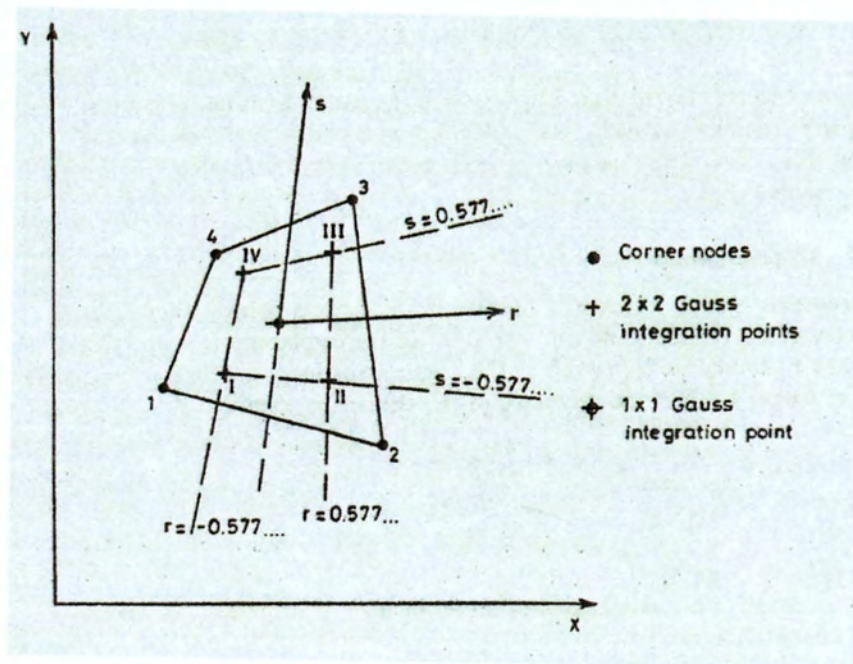 Y
s
3
s = 0.577....
4
IV
III
Corner nodes
r
2 x 2 Gauss
integration points
I
II
s = -0.577....
1
1 x 1 Gauss
integration point
2
r = -0.577....
r = 0.577...
X